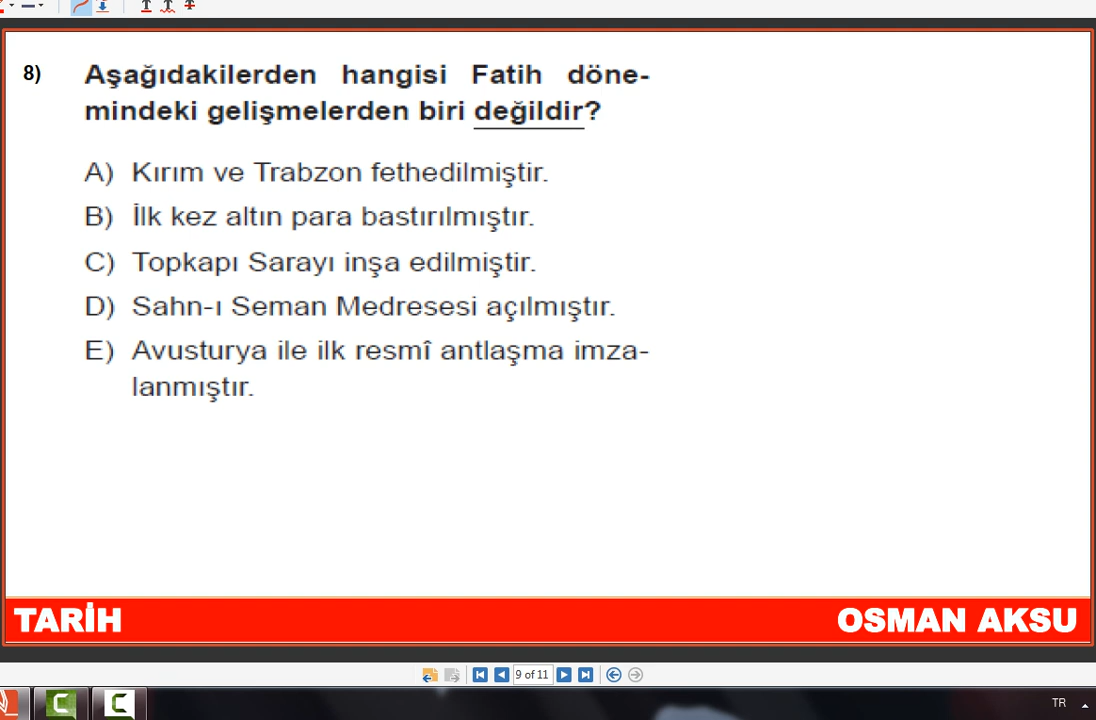 8)
Aşağıdakilerden hangisi Fatih döne-
mindeki gelişmelerden biri değildir?
A) Kırım ve Trabzon fethedilmiştir.
B) İlk kez altın para bastırılmıştır.
C) Topkapı Sarayı inşa edilmiştir.
D) Sahn-ı Seman Medresesi açılmıştır.
E) Avusturya ile ilk resmî antlaşma imza-
lanmıştır.
TARİH
OSMAN AKSU
9 of 11
TR